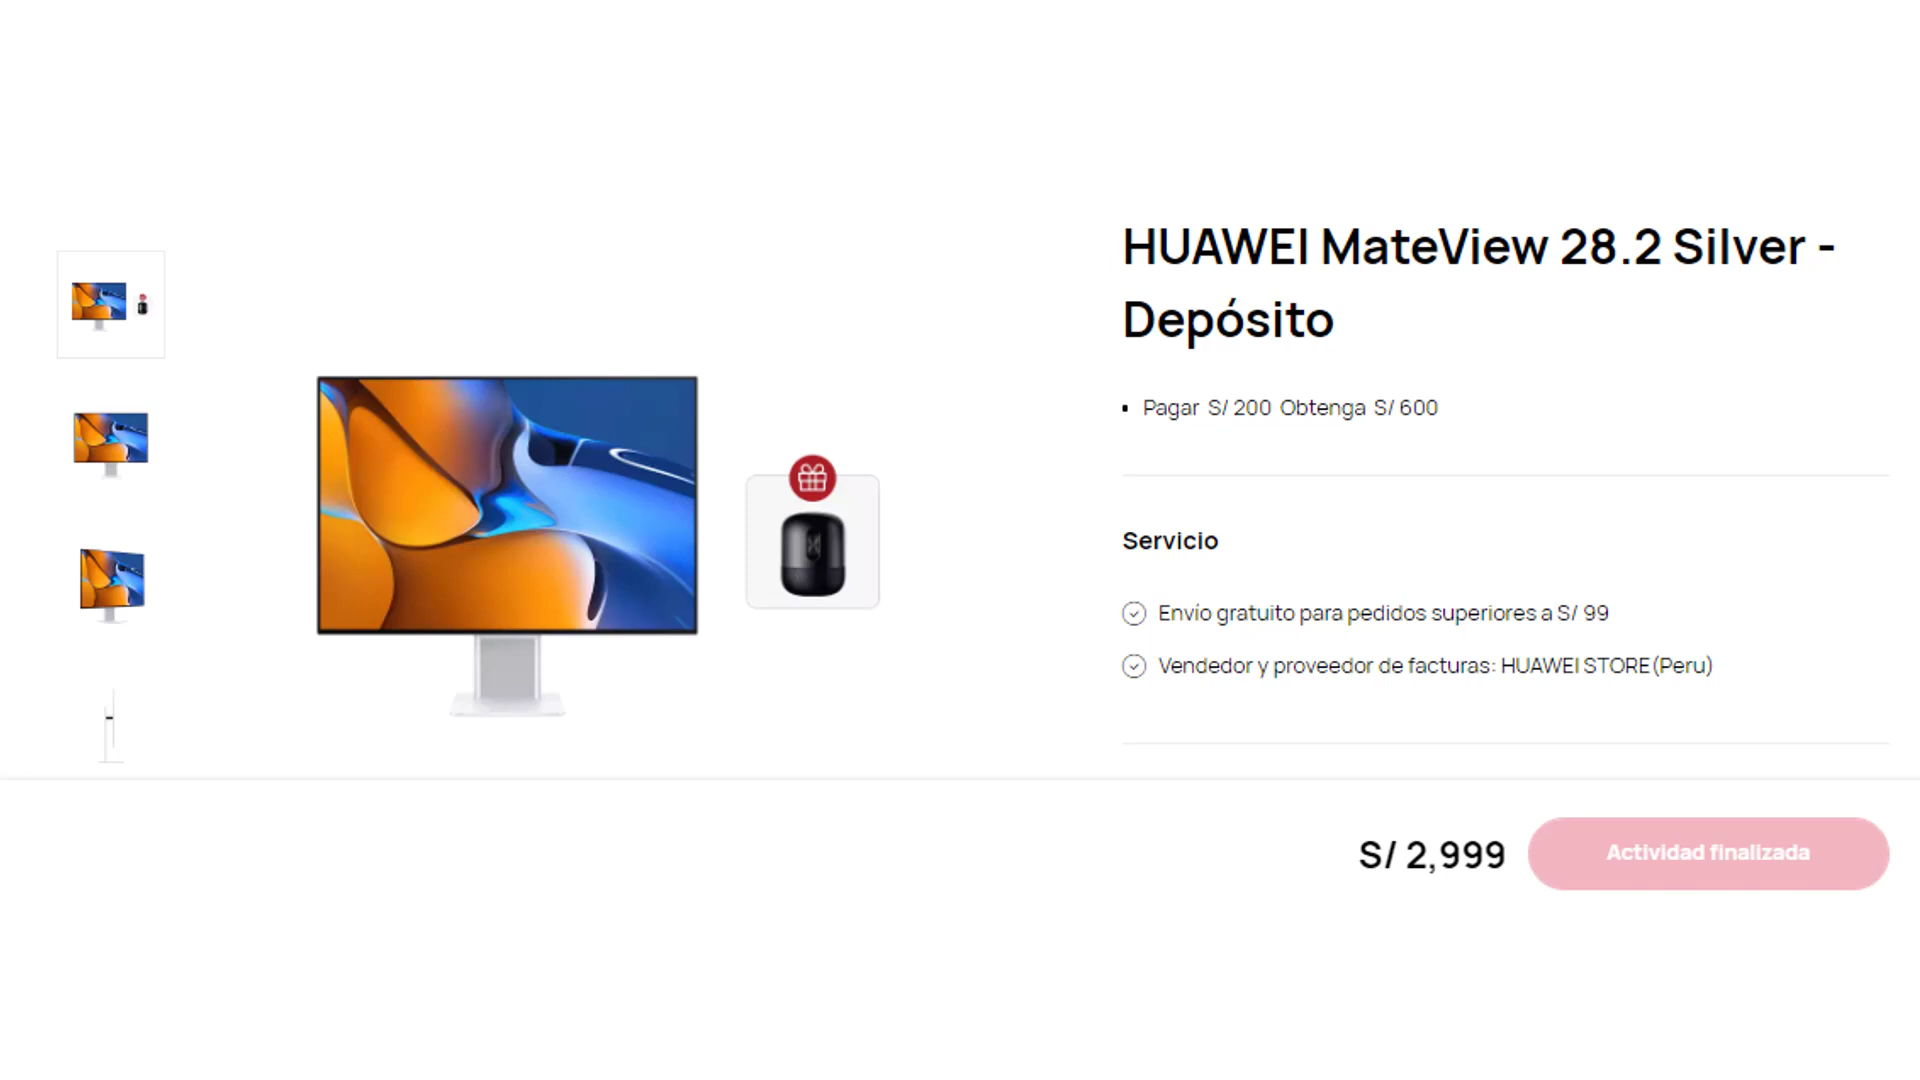 HUAWEI MateView 28.2 Silver -
Depósito
Pagar S/ 200 Obtenga S/ 600
Servicio
Envío gratuito para pedidos superiores a S/ 99
Vendedor y proveedor de facturas: HUAWEI STORE(Peru)
S/ 2,999
Actividad finalizada